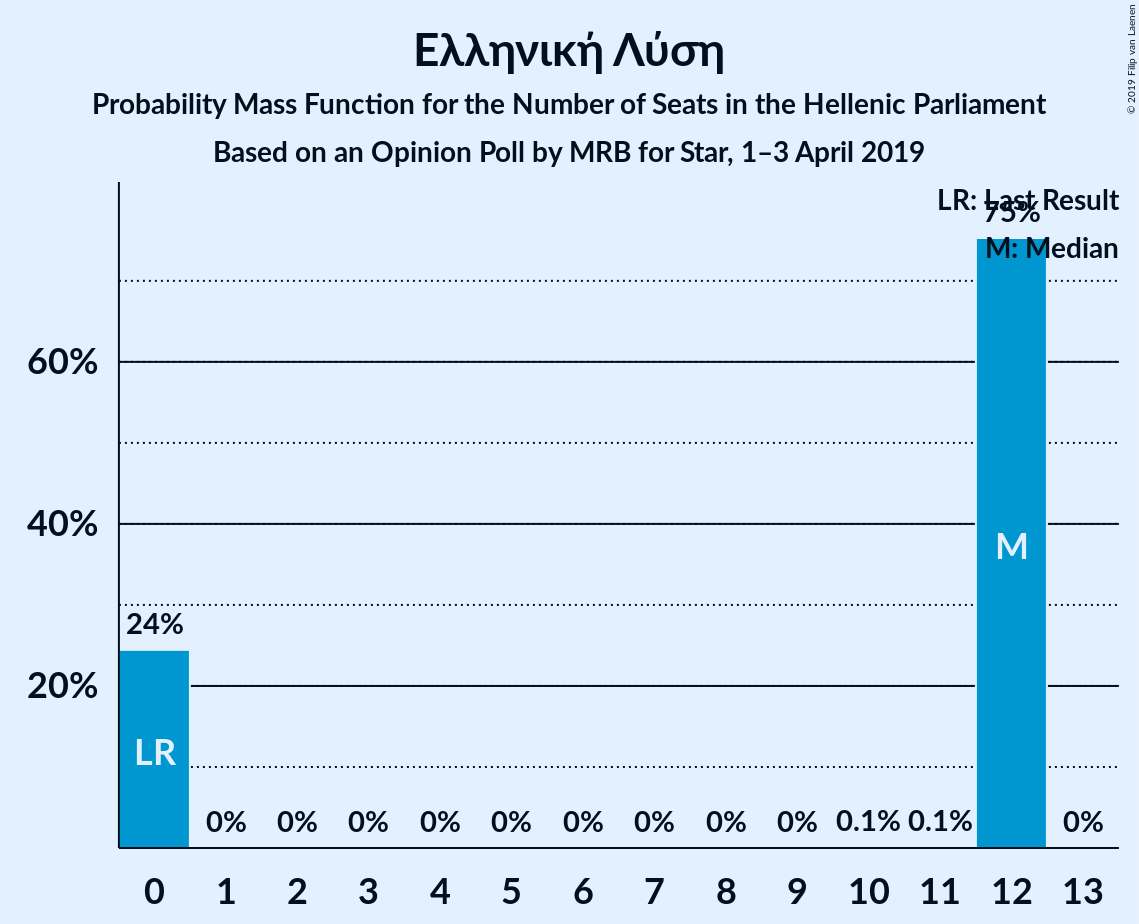 Ελληνική Λύση
Probability Mass Function for the Number of Seats in the Hellenic Parliament
Based on an Opinion Poll by MRB for Star, 1–3 April 2019
© 2019 Filip van Laenen
LR: Last Result
75%
M: Median
60%
40%
M
24%
20%
LR
0% 0% 0% 0% 0% 0% 0% 0% 0% 0.1% 0.1% 0%
0 1 2 3 4 5 6 7 8 9 10 11 12 13